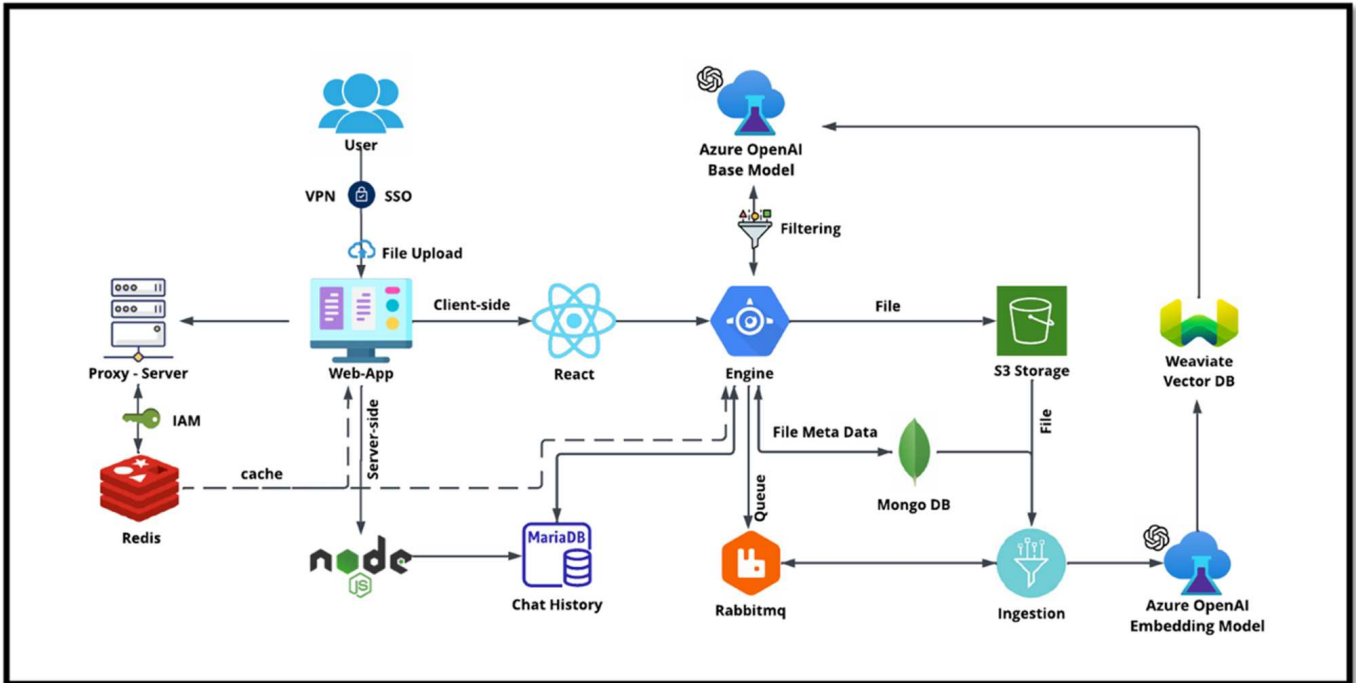 User
VPN
SSO
File Upload
Azure OpenAI
Base Model
Filtering
Proxy - Server
Web-App
Client-side
React
Engine
File
S3 Storage
Weaviate
Vector DB
IAM
Server-side
cache
Redis
node
JS
MariaDB
Chat History
File Meta Data
Mongo DB
File
Queue
Rabbitmq
Ingestion
Azure OpenAI
Embedding Model